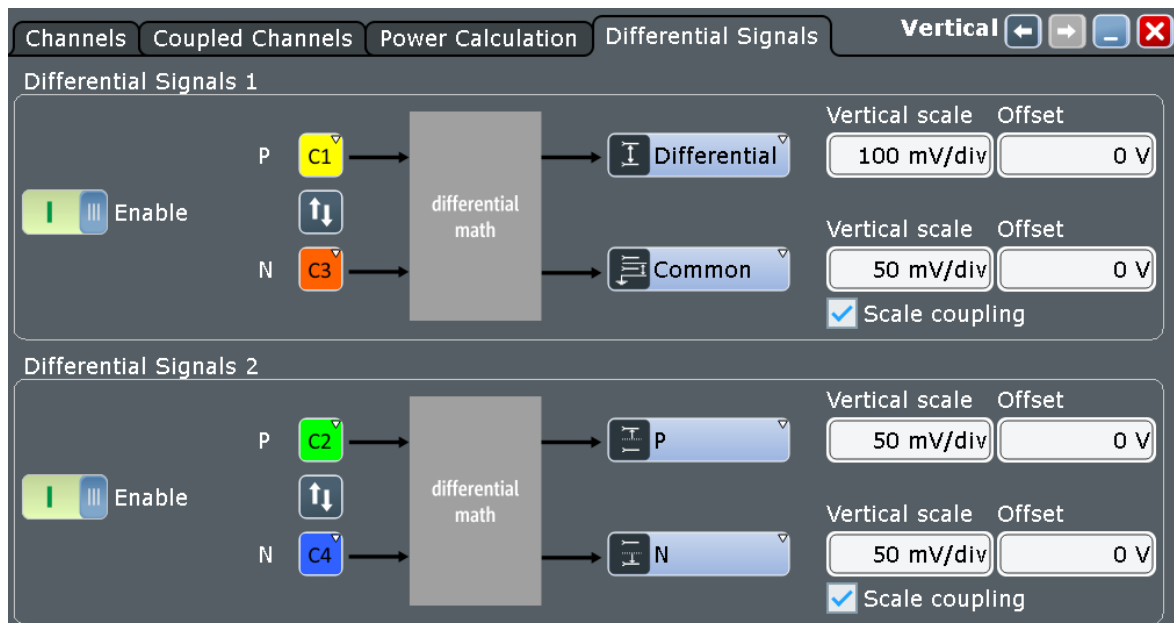 Channels Coupled Channels Power Calculation Differential Signals Vertical
Differential Signals 1
Vertical scale Offset
P C1 differential math Differential 100 mV/div 0 V
Enable
Vertical scale Offset
N C3 Common 50 mV/div 0 V
Scale coupling
Differential Signals 2
Vertical scale Offset
P C2 differential math P 50 mV/div 0 V
Enable
Vertical scale Offset
N C4 N 50 mV/div 0 V
Scale coupling